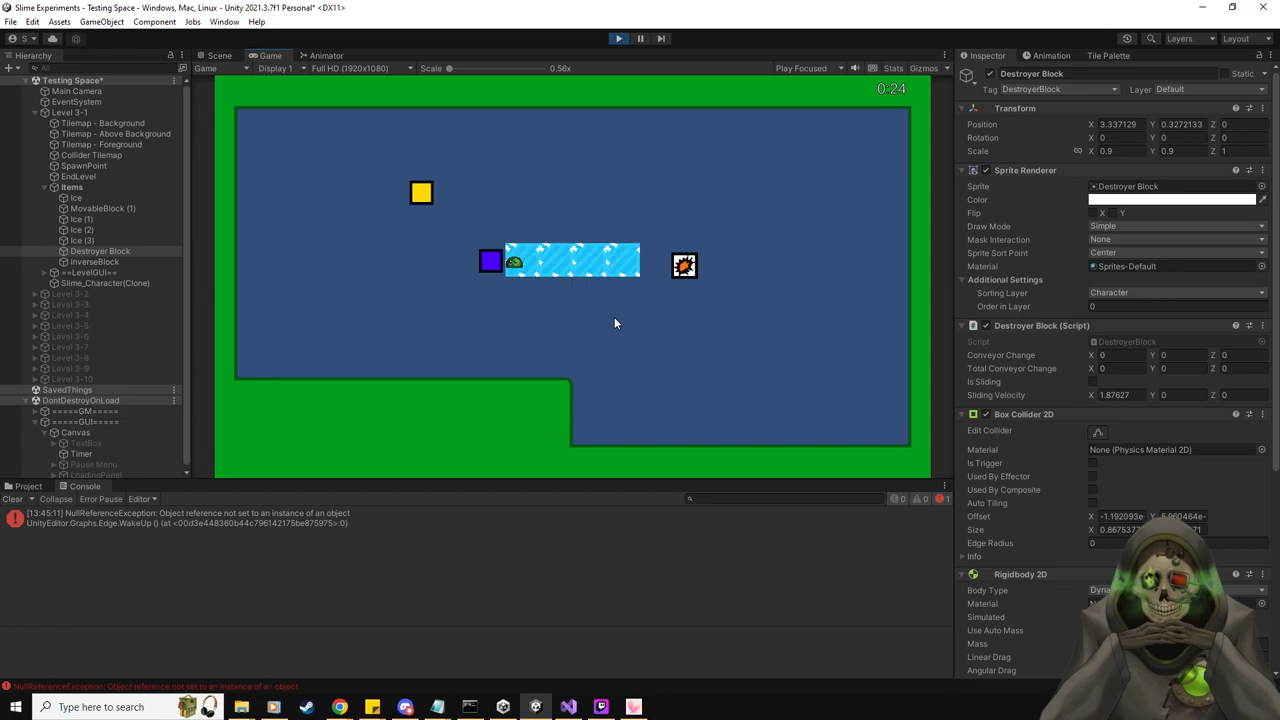 Slime Experiments - Testing Space - Windows, Mac, Linux - Unity 2021.3.7f1 Personal* <DX11>
File Edit Assets GameObject Component Jobs Window Help
S Layers Layout
Hierarchy Scene Game Animator Inspector Animation Tile Palette
All Game Display 1 Full HD (1920x1080) Scale 0.56x Play Focused Stats Gizmos
Destroyer Block Static
Tag DestroyerBlock Layer Default
0:24
Testing Space*
Main Camera
EventSystem
Level 3-1
Tilemap - Background
Tilemap - Above Background
Tilemap - Foreground
Collider Tilemap
SpawnPoint
EndLevel
Items
Ice
MovableBlock (1)
Ice (1)
Ice (2)
Ice (3)
Destroyer Block
InverseBlock
==LevelGUI==
Slime_Character(Clone)
Level 3-2
Level 3-3
Level 3-4
Level 3-5
Level 3-6
Level 3-7
Level 3-8
Level 3-9
Level 3-10
SavedThings
DontDestroyOnLoad
=====GM=====
=====GUI=====
Canvas
TextBox
Timer
Pause Menu
LoadingPanel
Transform
Position X 3.337129 Y 0.3272133 Z 0
Rotation X 0 Y 0 Z 0
Scale X 0.9 Y 0.9 Z 1
Sprite Renderer
Sprite Destroyer Block
Color
Flip X Y
Draw Mode Simple
Mask Interaction None
Sprite Sort Point Center
Material Sprites-Default
Additional Settings
Sorting Layer Character
Order in Layer 0
Destroyer Block (Script)
Script DestroyerBlock
Conveyor Change X 0 Y 0 Z 0
Total Conveyor Change X 0 Y 0 Z 0
Is Sliding
Sliding Velocity X 1.87627 Y 0 Z 0
Box Collider 2D
Edit Collider
Material None (Physics Material 2D)
Is Trigger
Used By Effector
Used By Composite
Auto Tiling
Offset X -1.192093e-
Size X 0.8675377
Edge Radius 0
Info
Rigidbody 2D
Body Type
Material
Simulated
Use Auto Mass
Mass
Linear Drag
Angular Drag
Project Console
Clear Collapse Error Pause Editor 0 0 1
[13:45:11] NullReferenceException: Object reference not set to an instance of an object
UnityEditor.Graphs.Edge.WakeUp () (at <00d3e448360b44c796142175be875975>:0)
NullReferenceException: Object reference not set to an instance of an object
Type here to search